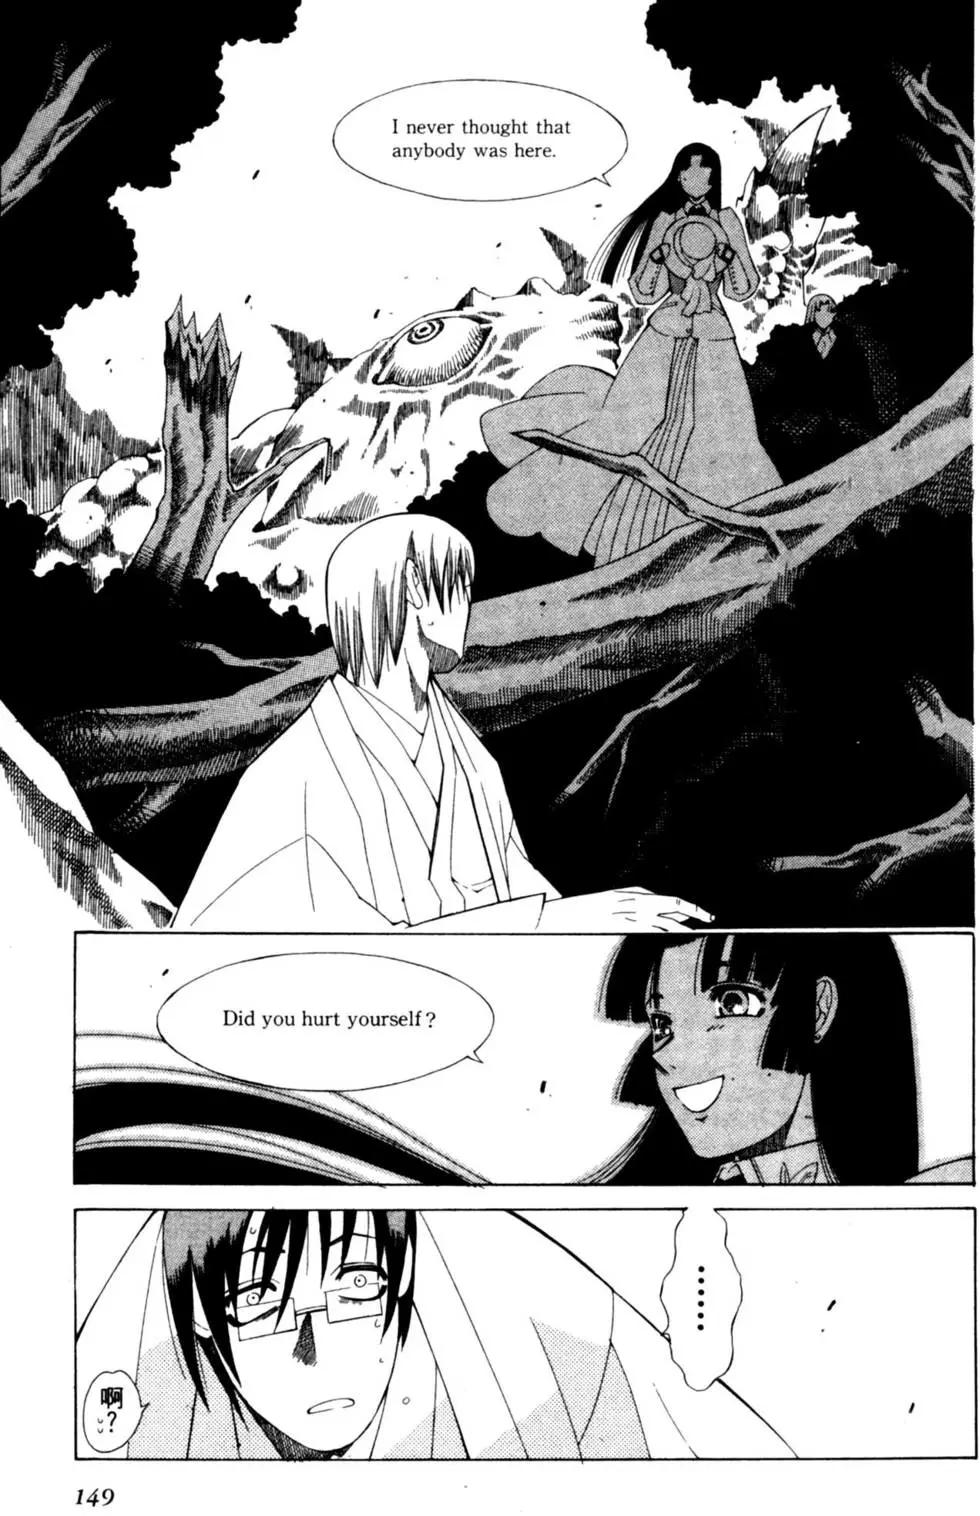 I never thought that
anybody was here.
Did you hurt yourself?
......
啊
?
149